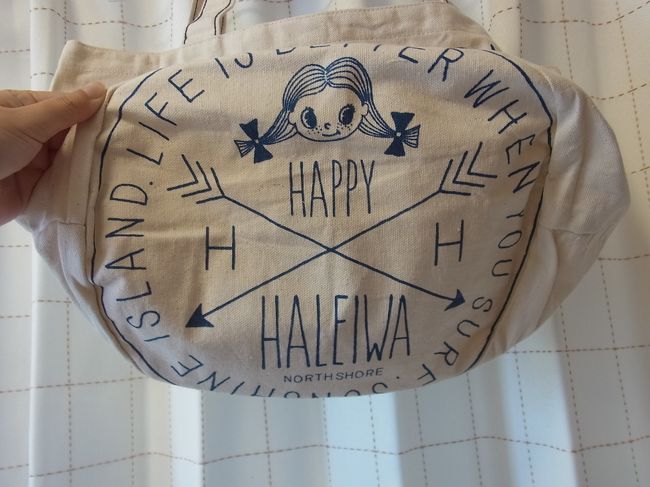 LIFE IS BETTER WHEN YOU SURF. SUNSHINE ISLAND.
HAPPY
H H
HALEIWA
NORTHSHORE